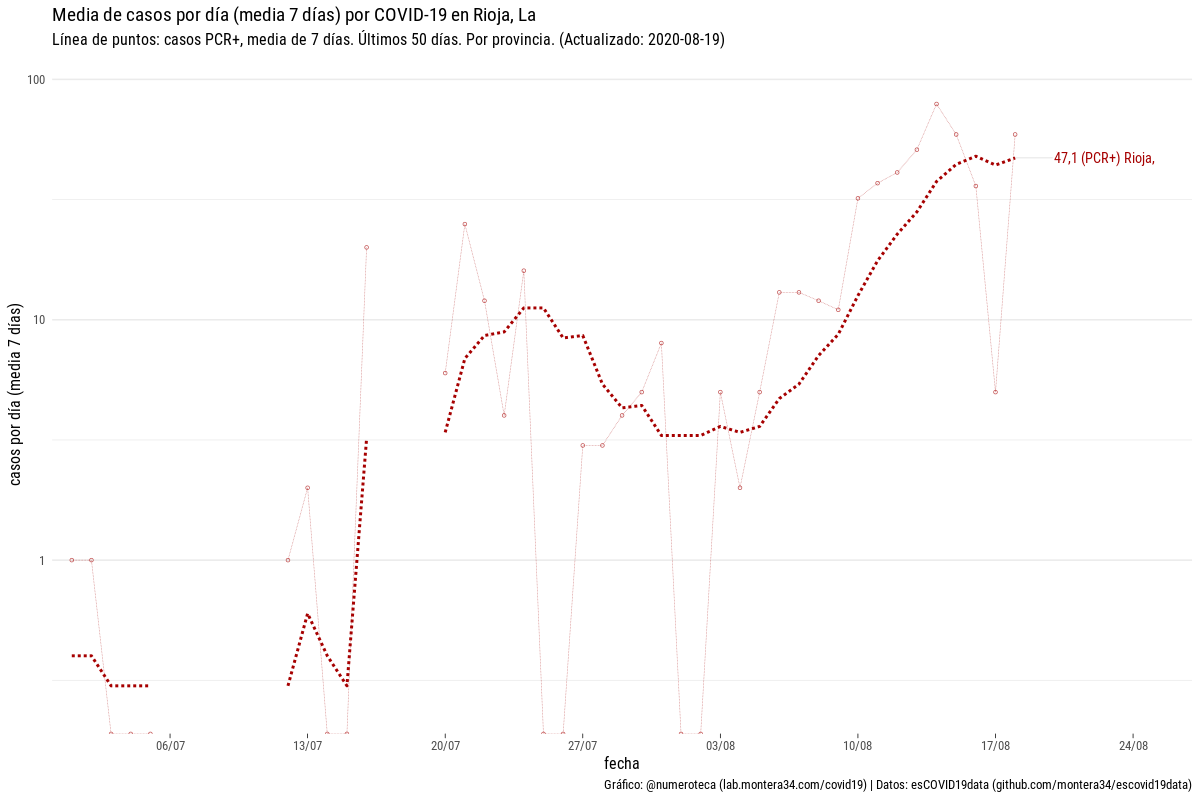 Media de casos por día (media 7 días) por COVID-19 en Rioja, La
Línea de puntos: casos PCR+, media de 7 días. Últimos 50 días. Por provincia. (Actualizado: 2020-08-19)
casos por día (media 7 días)
100
10
1
47,1 (PCR+) Rioja,
06/07
13/07
20/07
27/07
03/08
10/08
17/08
24/08
fecha
Gráfico: @numeroteca (lab.montera34.com/covid19) | Datos: esCOVID19data (github.com/montera34/escovid19data)